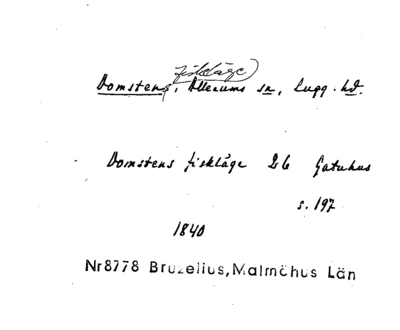 fiskläge
Domstens, Allerums sn, Lugg. hd.
Domstens fiskläge 26 Gatuhus
s. 197
1840
Nr8778 Bruzelius, Malmöhus Län